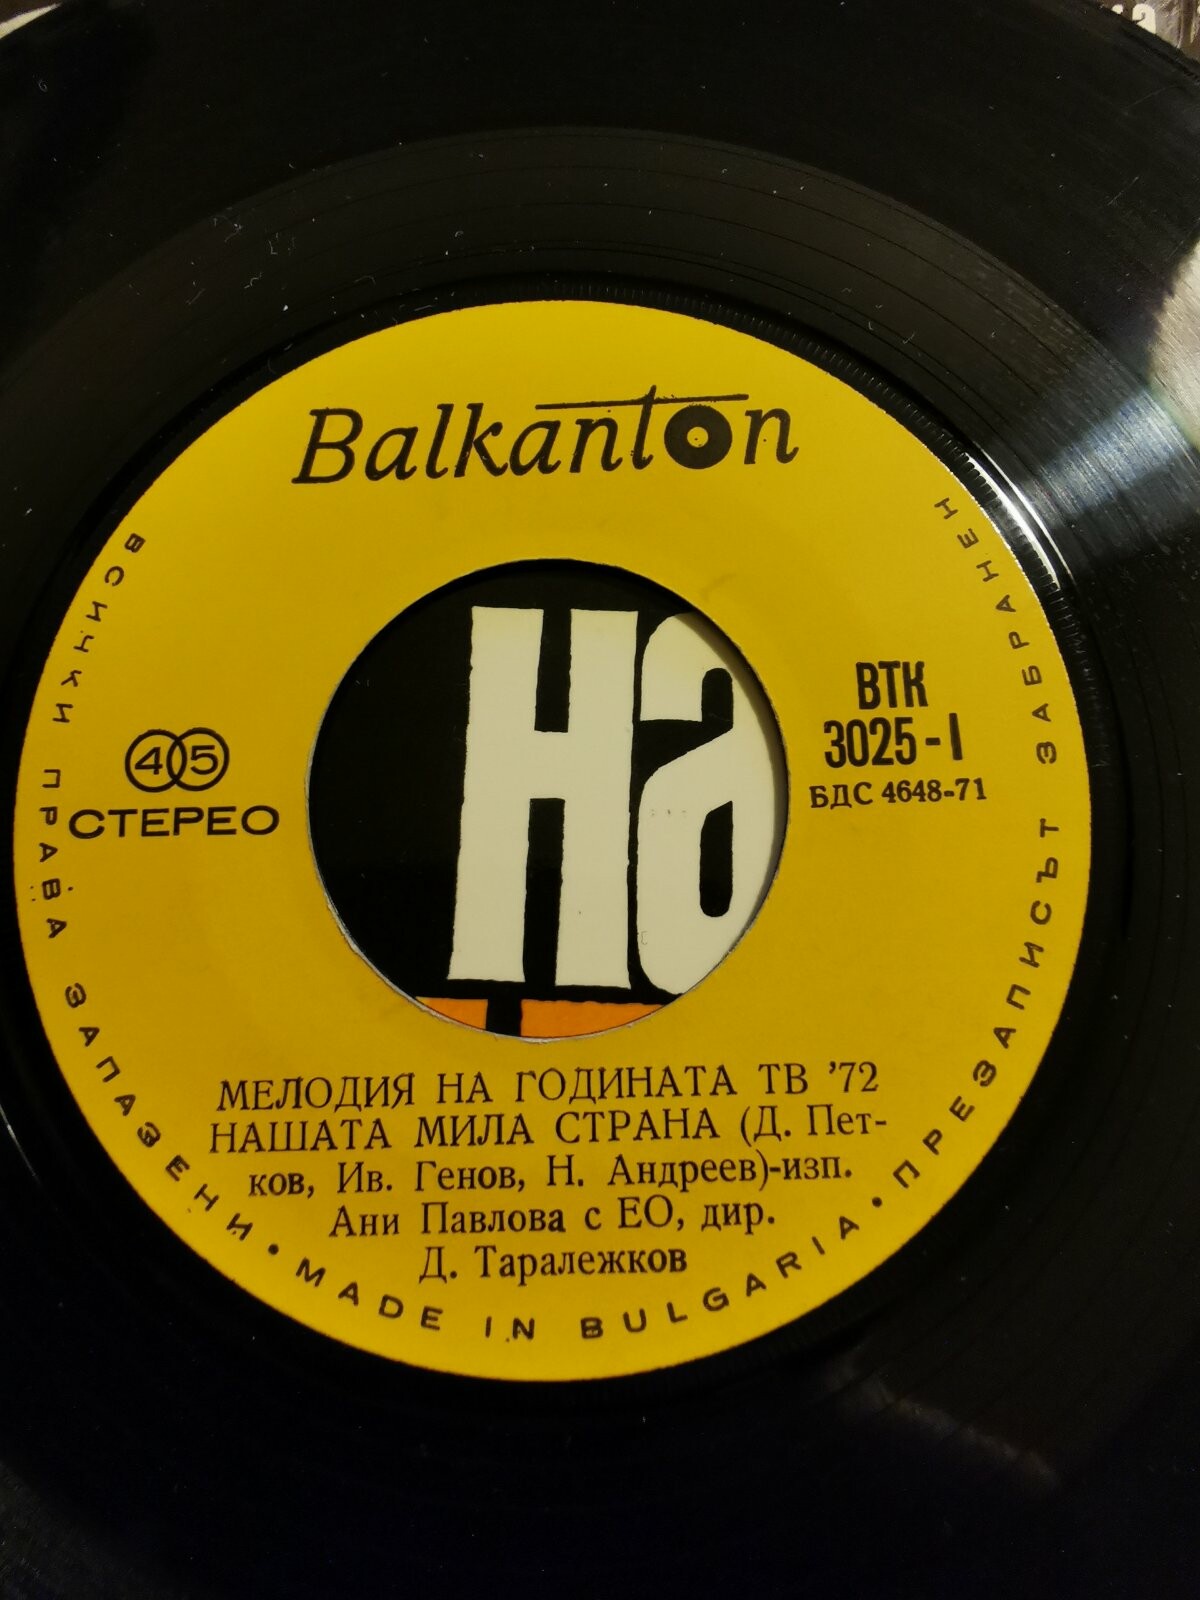 Balkanton
ВСИЧКИ ПРАВА ЗАПАЗЕНИ • MADE IN BULGARIA • ПРЕЗАПИСЪТ ЗАБРАНЕН
45
СТЕРЕО
На
ВТК
3025-I
БДС 4648-71
МЕЛОДИЯ НА ГОДИНАТА ТВ '72
НАШАТА МИЛА СТРАНА (Д. Пет-
ков, Ив. Генов, Н. Андреев)-изп.
Ани Павлова с ЕО, дир.
Д. Таралежков